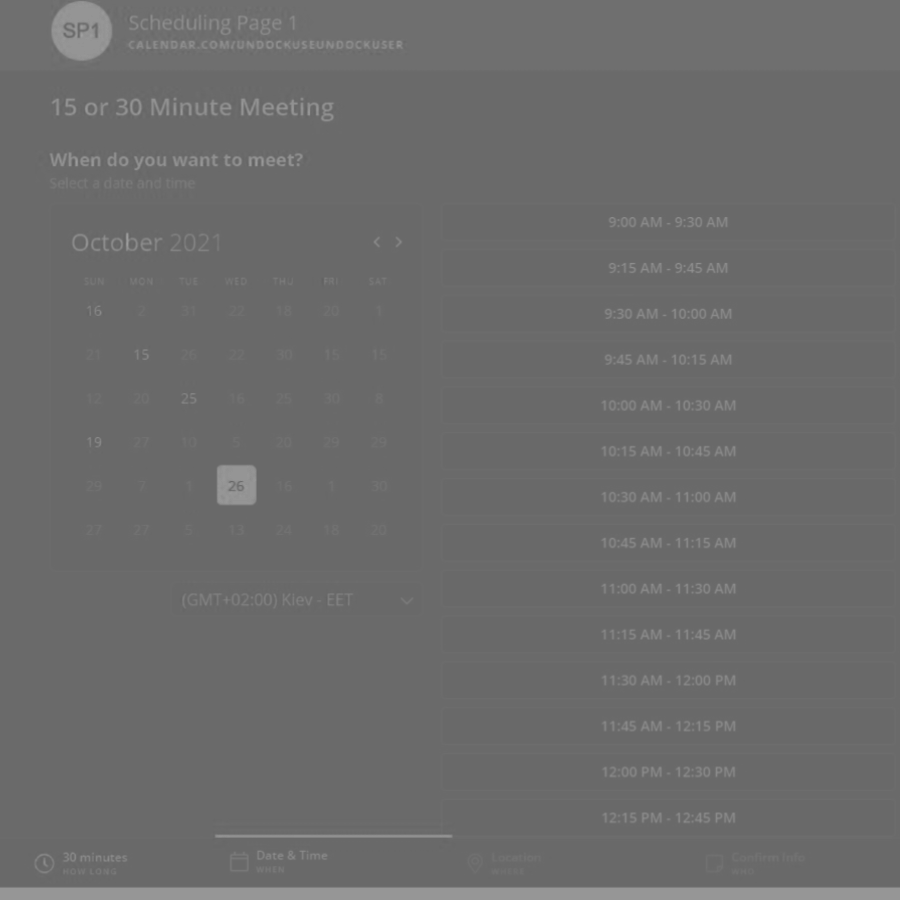 SP1
Scheduling Page 1
CALENDAR.COM/UNDOCKUSEUNDOCKUSER
15 or 30 Minute Meeting
When do you want to meet?
Select a date and time
October 2021
SUN MON TUE WED THU FRI SAT
16 2 31 22 18 20 1
21 15 26 22 30 15 15
12 20 25 16 25 30 8
19 27 10 5 20 29 29
29 7 1 26 16 1 30
27 27 5 13 24 18 20
(GMT+02:00) Kiev - EET
9:00 AM - 9:30 AM
9:15 AM - 9:45 AM
9:30 AM - 10:00 AM
9:45 AM - 10:15 AM
10:00 AM - 10:30 AM
10:15 AM - 10:45 AM
10:30 AM - 11:00 AM
10:45 AM - 11:15 AM
11:00 AM - 11:30 AM
11:15 AM - 11:45 AM
11:30 AM - 12:00 PM
11:45 AM - 12:15 PM
12:00 PM - 12:30 PM
12:15 PM - 12:45 PM
30 minutes
HOW LONG
Date & Time
WHEN
Location
WHERE
Confirm Info
WHO